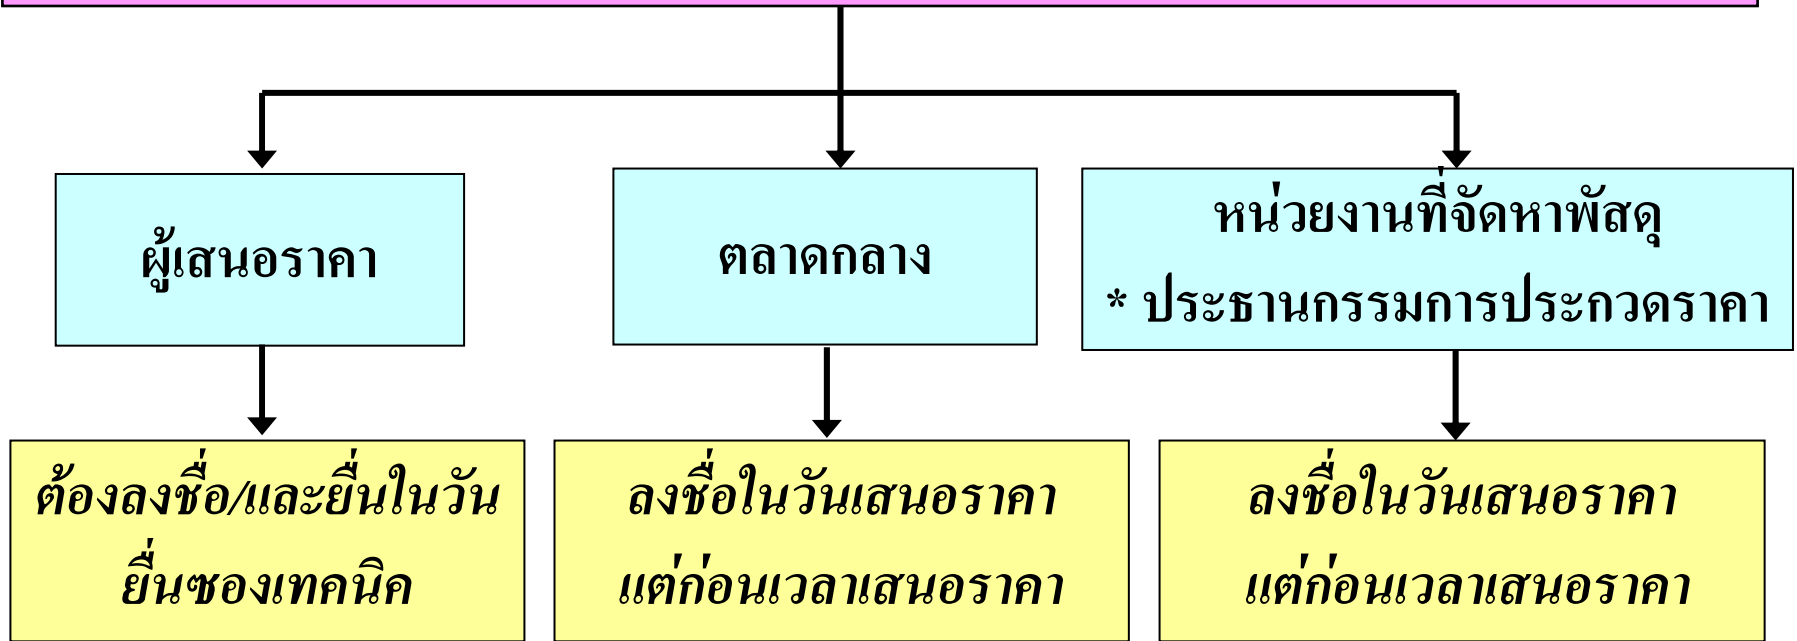 ผู้เสนอราคา
ตลาดกลาง
หน่วยงานที่จัดหาพัสดุ
* ประธานกรรมการประกวดราคา
ต้องลงชื่อ/และยื่นในวัน
ยื่นซองเทคนิค
ลงชื่อในวันเสนอราคา
แต่ก่อนเวลาเสนอราคา
ลงชื่อในวันเสนอราคา
แต่ก่อนเวลาเสนอราคา